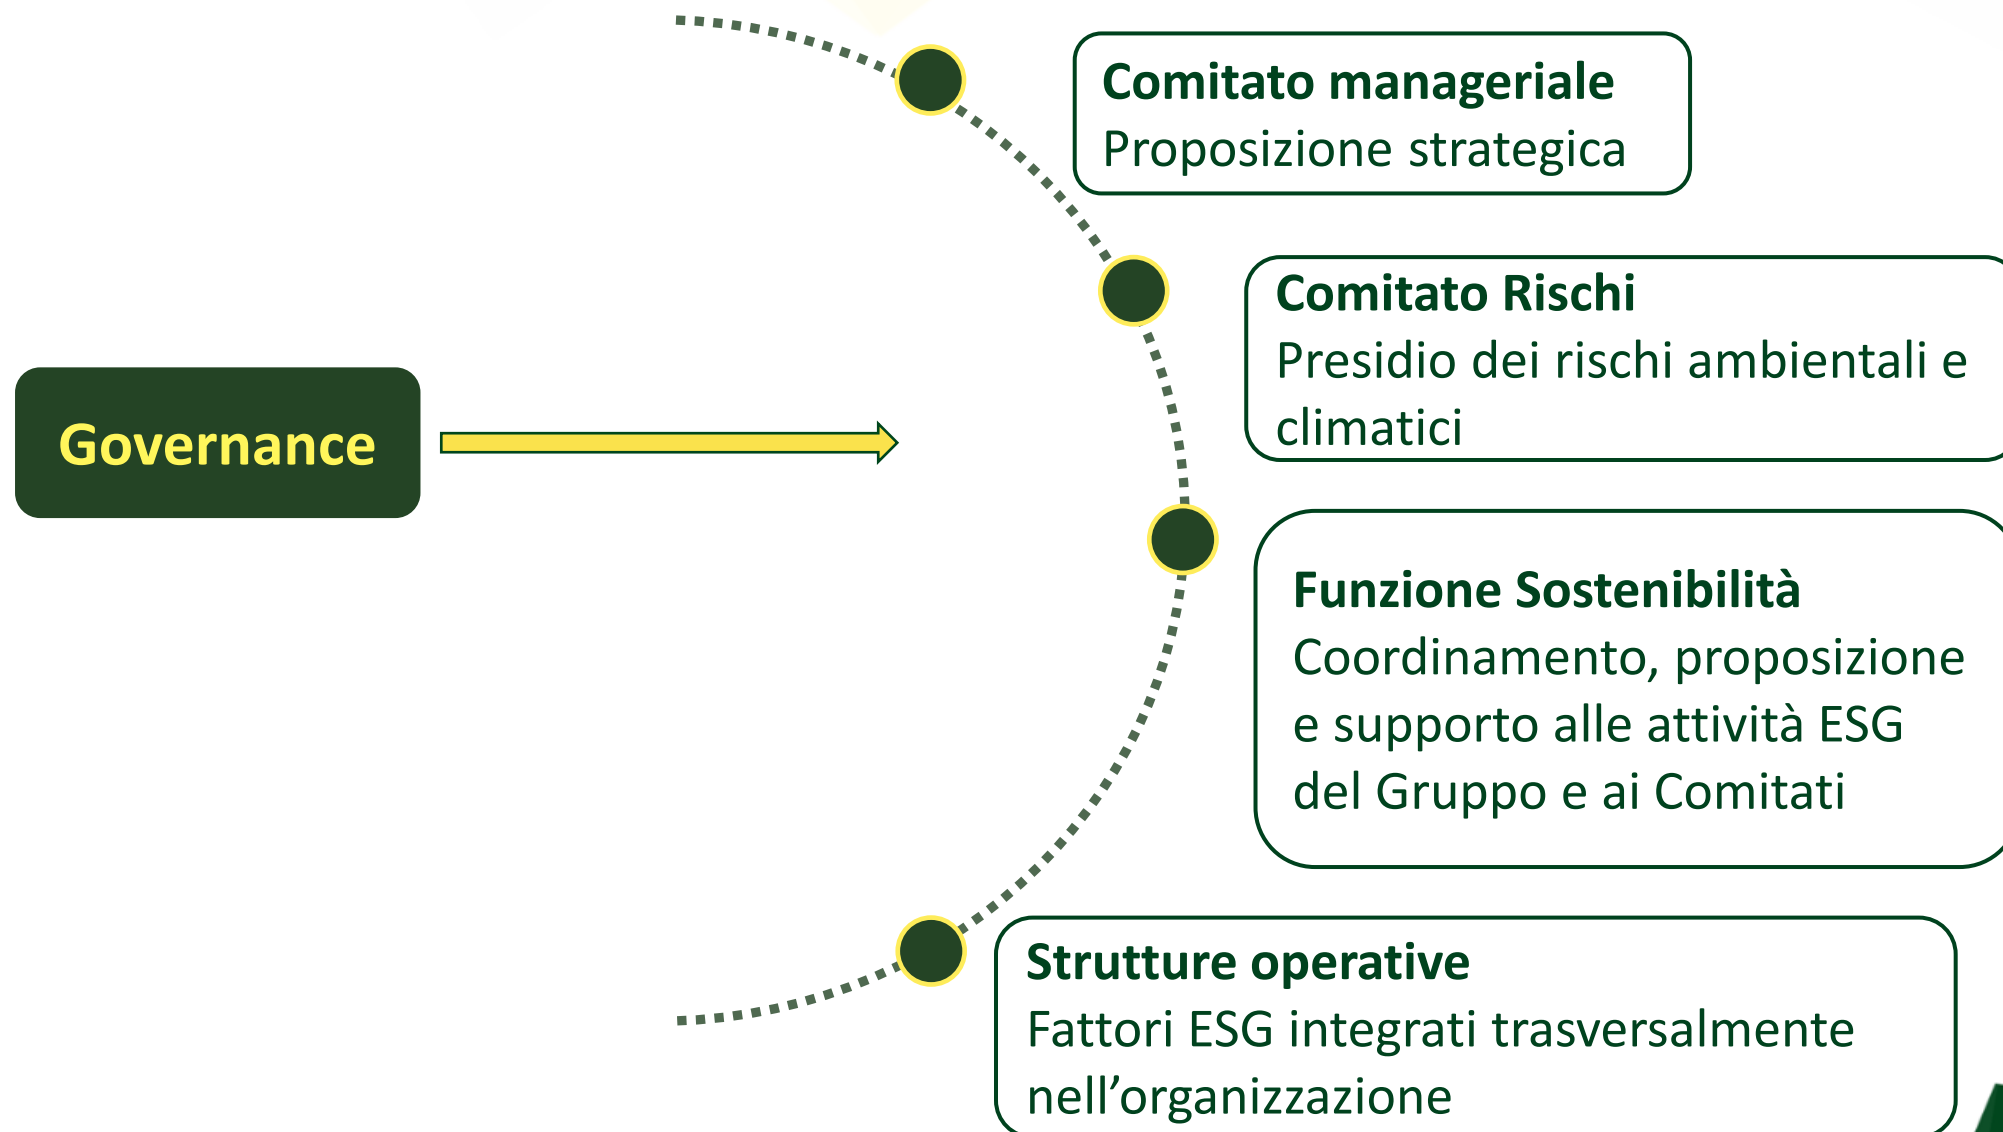 Governance
Comitato manageriale
Proposizione strategica
Comitato Rischi
Presidio dei rischi ambientali e
climatici
Funzione Sostenibilità
Coordinamento, proposizione
e supporto alle attività ESG
del Gruppo e ai Comitati
Strutture operative
Fattori ESG integrati trasversalmente
nell’organizzazione